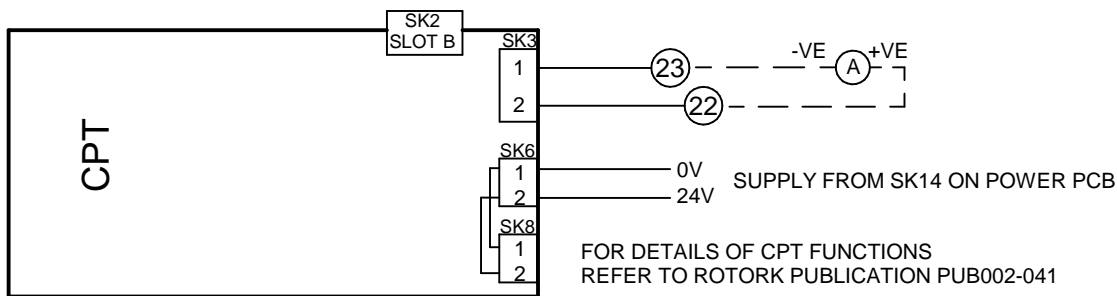 SK2
SLOT B
SK3
1
23
-VE
A
+VE
2
22
CPT
SK6
1
0V
SUPPLY FROM SK14 ON POWER PCB
2
24V
SK8
1
2
FOR DETAILS OF CPT FUNCTIONS
REFER TO ROTORK PUBLICATION PUB002-041